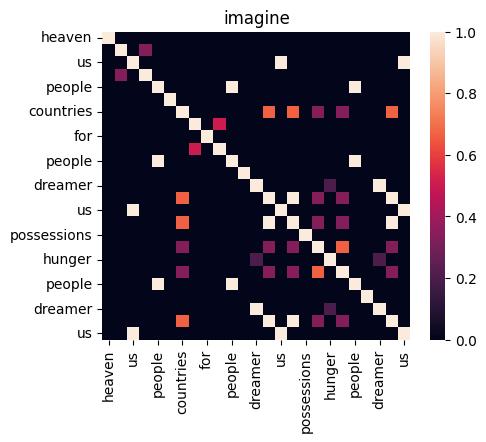 imagine
heaven
us
people
countries
for
people
dreamer
us
possessions
hunger
people
dreamer
us
1.0
0.8
0.6
0.4
0.2
0.0
heaven
us
people
countries
for
people
dreamer
us
possessions
hunger
people
dreamer
us